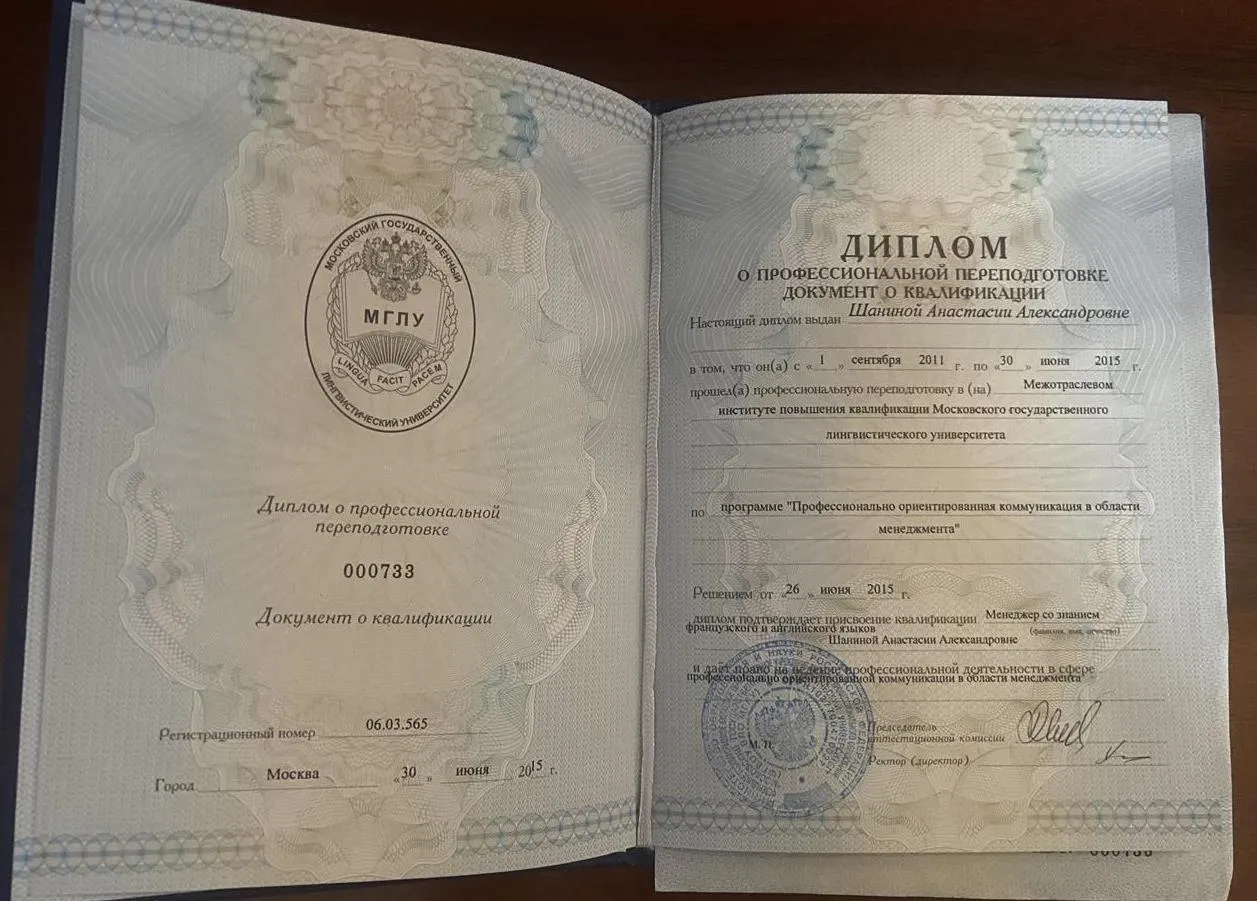 МОСКОВСКИЙ ГОСУДАРСТВЕННЫЙ
МГЛУ
LINGUA FACIT PACEM
ЛИНГВИСТИЧЕСКИЙ УНИВЕРСИТЕТ
Диплом о профессиональной
переподготовке
000733
Документ о квалификации
Регистрационный номер 06.03.565
Город Москва «30» июня 2015 г.
ДИПЛОМ
О ПРОФЕССИОНАЛЬНОЙ ПЕРЕПОДГОТОВКЕ
ДОКУМЕНТ О КВАЛИФИКАЦИИ
Настоящий диплом выдан Шаниной Анастасии Александровне
в том, что он(а) с «1» сентября 2011 г. по «30» июня 2015 г.
прошел(а) профессиональную переподготовку в (на) Межотраслевом
институте повышения квалификации Московского государственного
лингвистического университета
по программе "Профессионально ориентированная коммуникация в области
менеджмента"
Решением от «26» июня 2015 г.
диплом подтверждает присвоение квалификации Менеджер со знанием
французского и английского языков
(фамилия, имя, отчество)
Шаниной Анастасии Александровне
и даёт право на ведение профессиональной деятельности в сфере
профессионально ориентированной коммуникации в области менеджмента"
М. П.
Председатель
аттестационной комиссии
Ректор (директор)